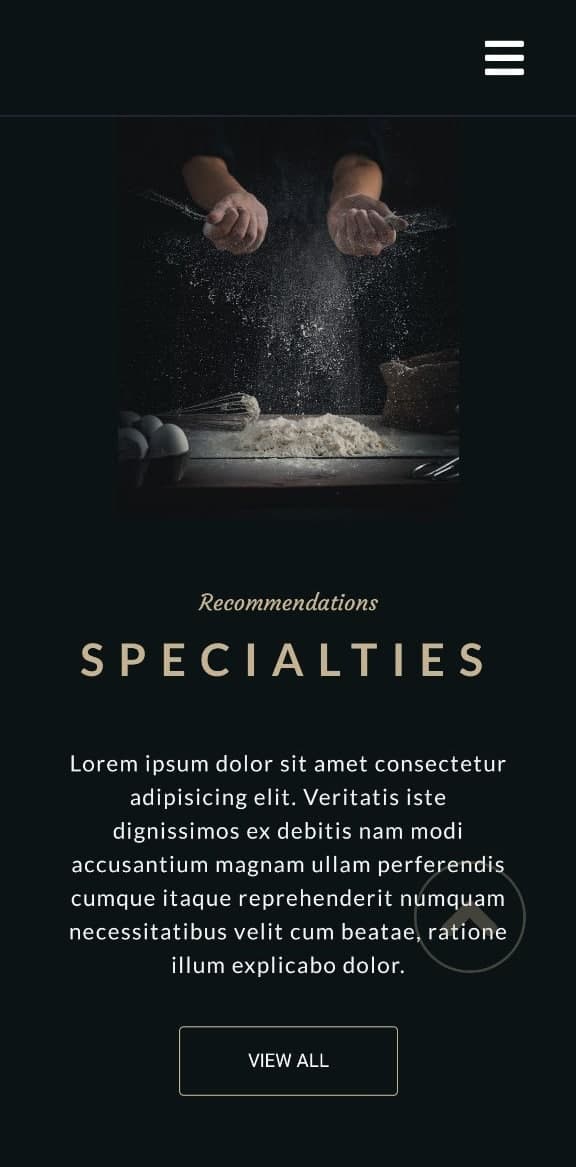 Recommendations
SPECIALTIES
Lorem ipsum dolor sit amet consectetur
adipisicing elit. Veritatis iste
dignissimos ex debitis nam modi
accusantium magnam ullam perferendis
cumque itaque reprehenderit numquam
necessitatibus velit cum beatae, ratione
illum explicabo dolor.
VIEW ALL